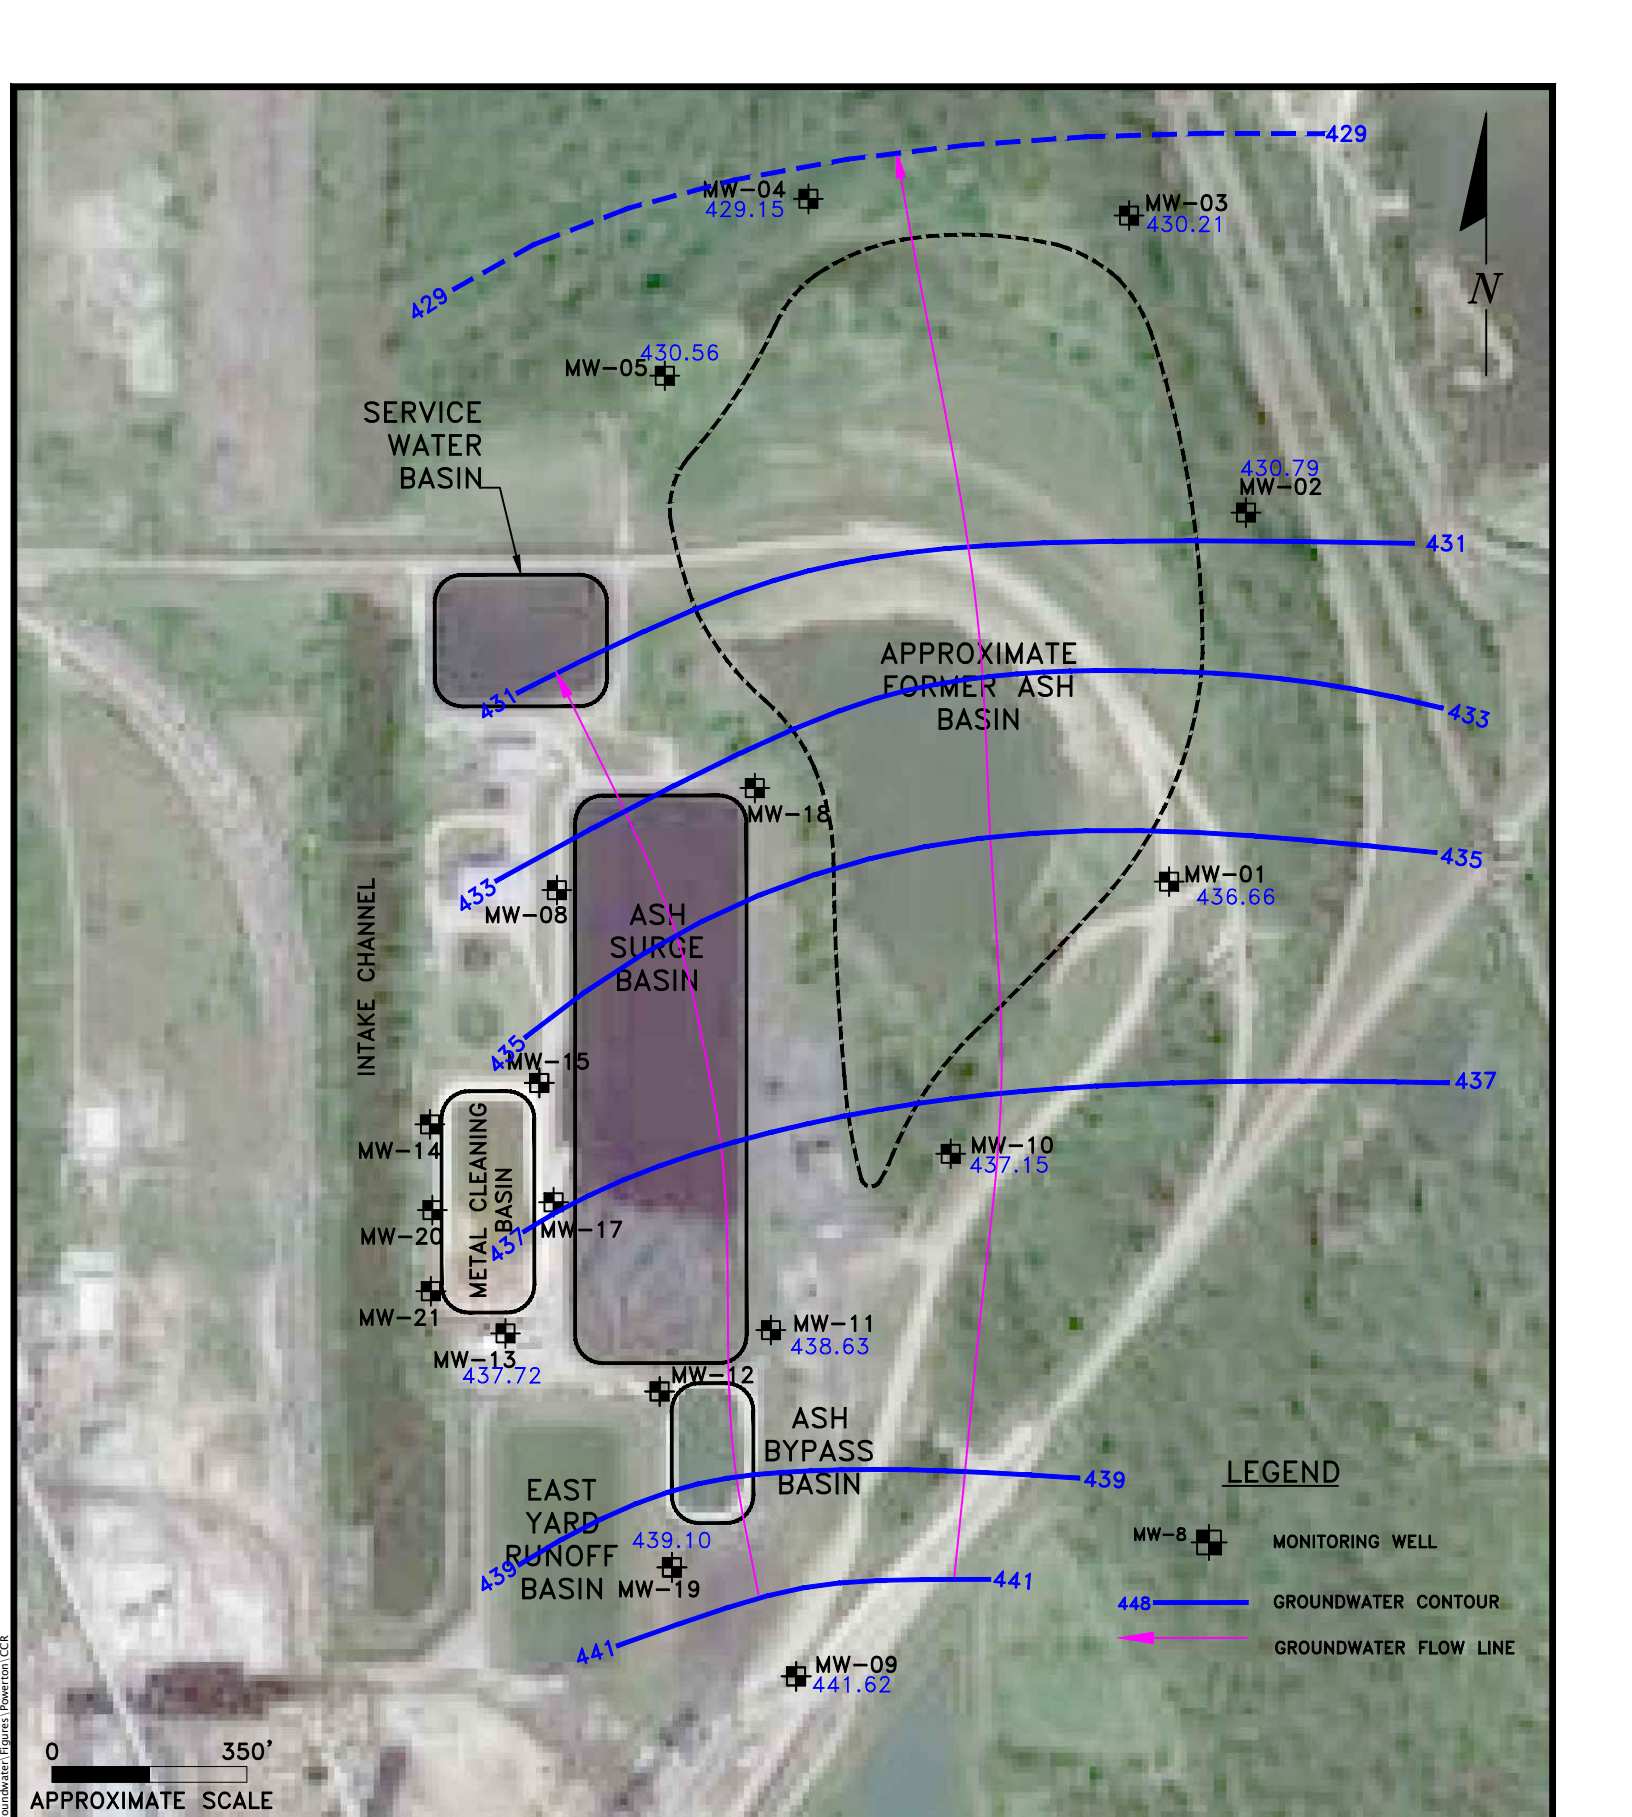 429
MW-04
429.15
MW-03
430.21
429
N
430.56
MW-05
SERVICE
WATER
BASIN
430.79
MW-02
431
431
APPROXIMATE
FORMER ASH
BASIN
433
MW-18
435
433
MW-08
MW-01
436.66
ASH
SURGE
BASIN
INTAKE CHANNEL
435
MW-15
437
MW-14
METAL CLEANING
BASIN
MW-10
437.15
MW-20
437
MW-17
MW-21
MW-11
438.63
MW-13
437.72
MW-12
ASH
BYPASS
BASIN
439
EAST
YARD
RUNOFF
BASIN
439
439.10
MW-19
441
441
MW-09
441.62
LEGEND
MW-8 MONITORING WELL
448 GROUNDWATER CONTOUR
GROUNDWATER FLOW LINE
0 350'
APPROXIMATE SCALE
oundwater\Figures\Powerton\CCR